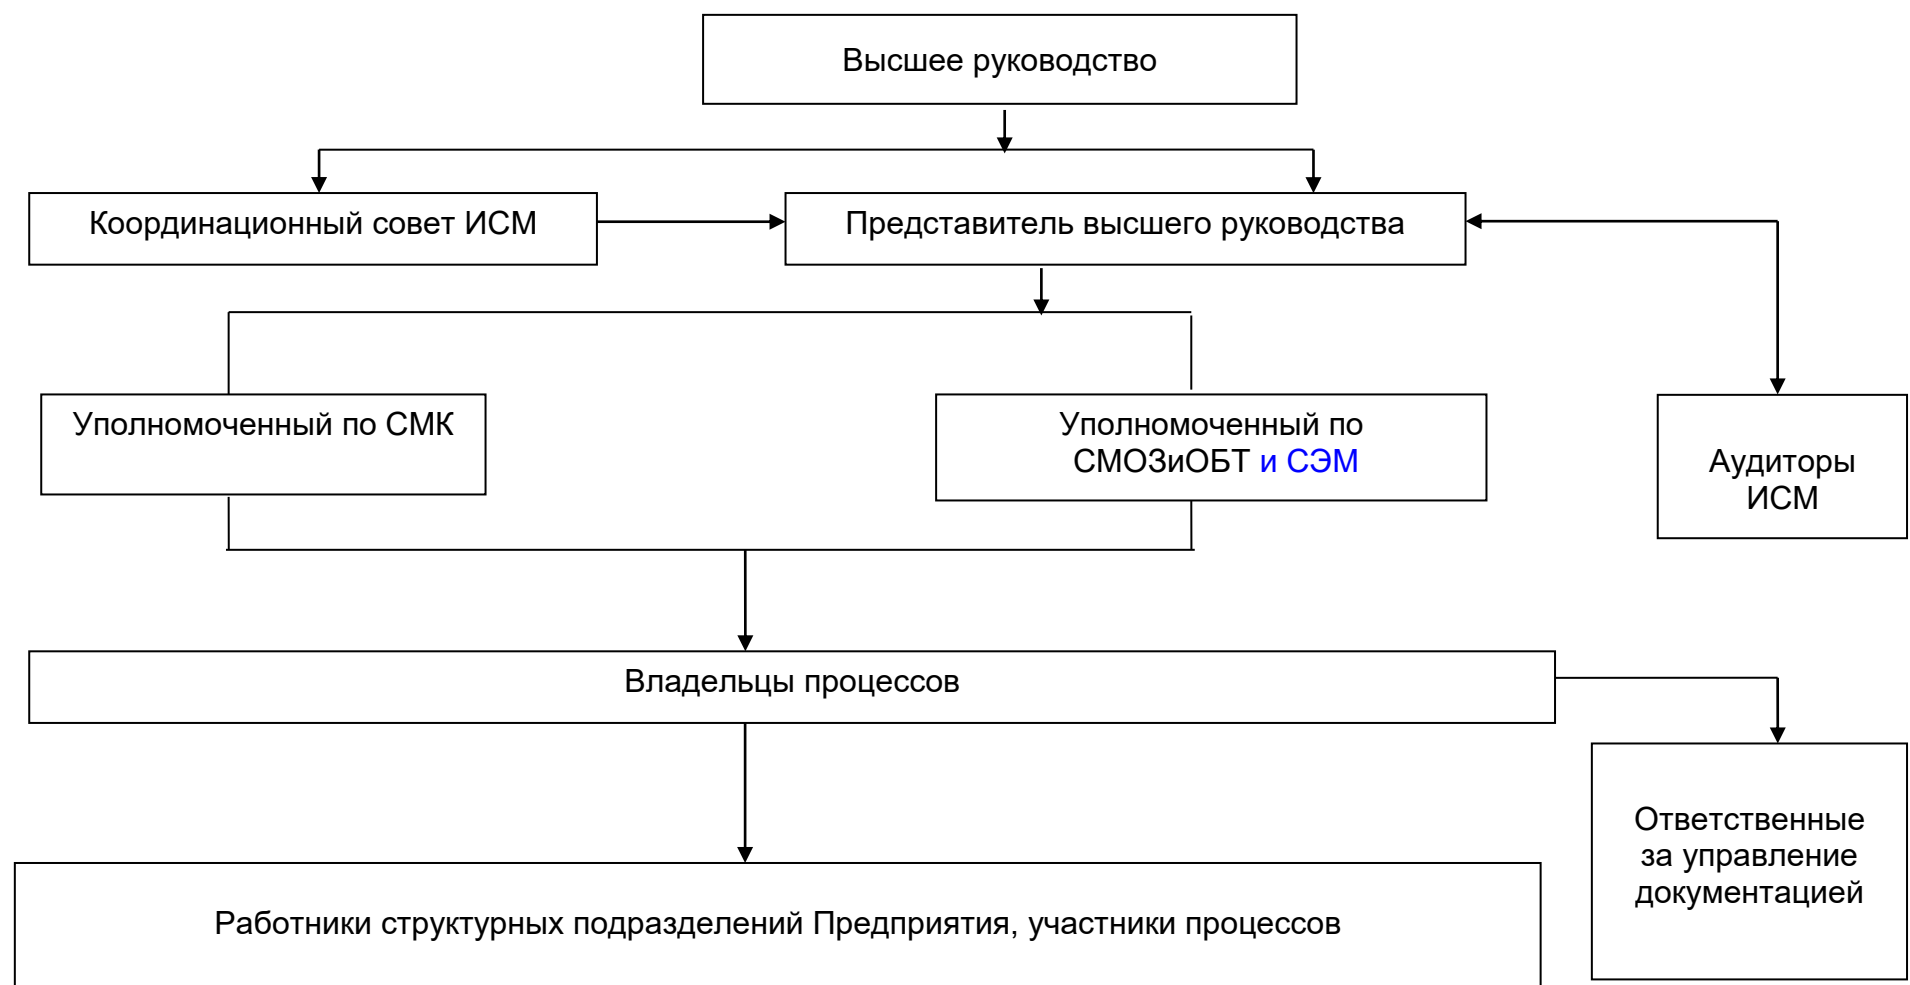 Высшее руководство
Координационный совет ИСМ
Представитель высшего руководства
Уполномоченный по СМК
Уполномоченный по
СМОЗиОБТ и СЭМ
Аудиторы
ИСМ
Владельцы процессов
Ответственные
за управление
документацией
Работники структурных подразделений Предприятия, участники процессов